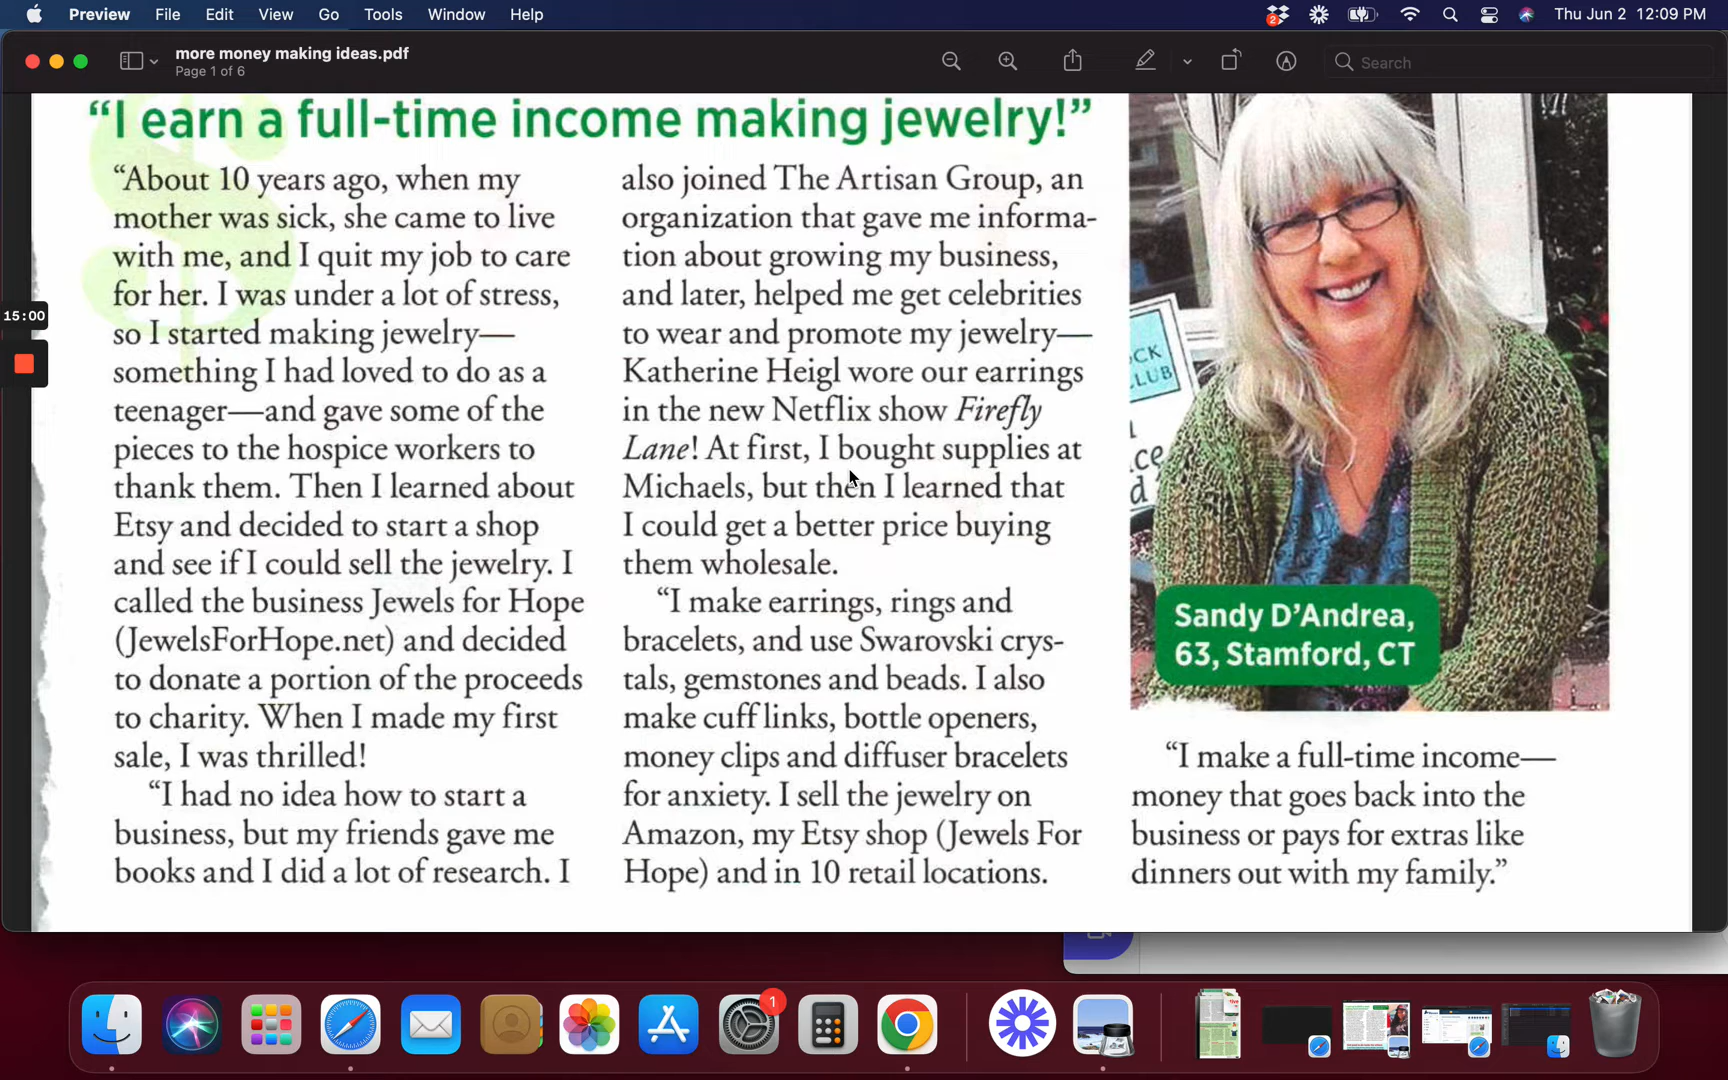 Preview File Edit View Go Tools Window Help
2
Thu Jun 2 12:09 PM
more money making ideas.pdf
Page 1 of 6
Search
15:00
“I earn a full-time income making jewelry!”
“About 10 years ago, when my
mother was sick, she came to live
with me, and I quit my job to care
for her. I was under a lot of stress,
so I started making jewelry—
something I had loved to do as a
teenager—and gave some of the
pieces to the hospice workers to
thank them. Then I learned about
Etsy and decided to start a shop
and see if I could sell the jewelry. I
called the business Jewels for Hope
(JewelsForHope.net) and decided
to donate a portion of the proceeds
to charity. When I made my first
sale, I was thrilled!
“I had no idea how to start a
business, but my friends gave me
books and I did a lot of research. I
also joined The Artisan Group, an
organization that gave me informa-
tion about growing my business,
and later, helped me get celebrities
to wear and promote my jewelry—
Katherine Heigl wore our earrings
in the new Netflix show Firefly
Lane! At first, I bought supplies at
Michaels, but then I learned that
I could get a better price buying
them wholesale.
“I make earrings, rings and
bracelets, and use Swarovski crys-
tals, gemstones and beads. I also
make cuff links, bottle openers,
money clips and diffuser bracelets
for anxiety. I sell the jewelry on
Amazon, my Etsy shop (Jewels For
Hope) and in 10 retail locations.
CLUB
Sandy D’Andrea,
63, Stamford, CT
“I make a full-time income—
money that goes back into the
business or pays for extras like
dinners out with my family.”
1